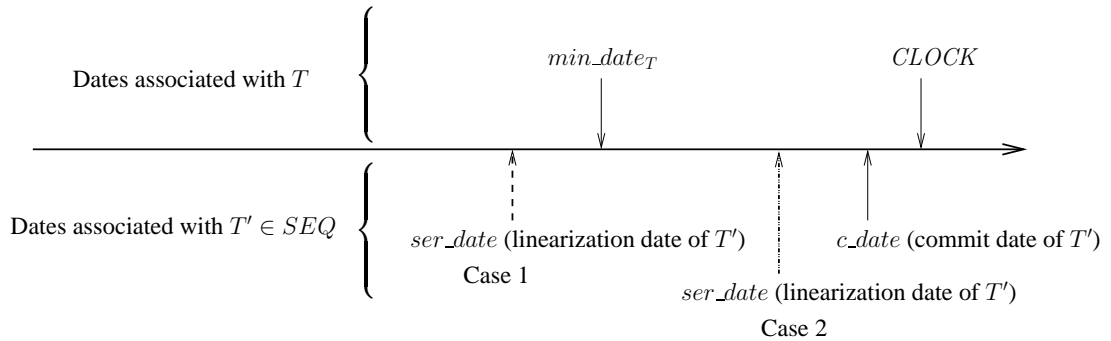 min_date_T
CLOCK
Dates associated with T
Dates associated with T′ ∈ SEQ
ser_date (linearization date of T′)
c_date (commit date of T′)
Case 1
ser_date (linearization date of T′)
Case 2